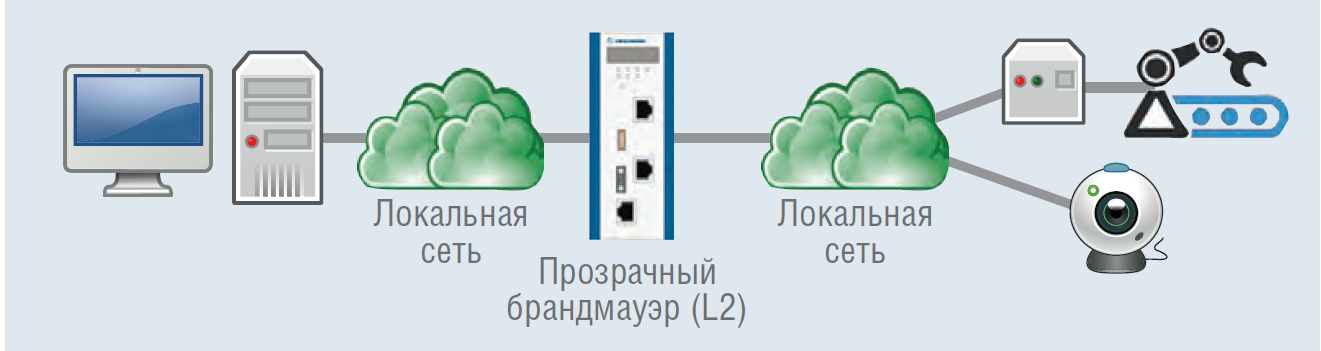 Локальная
сеть
Прозрачный
брандмауэр (L2)
Локальная
сеть